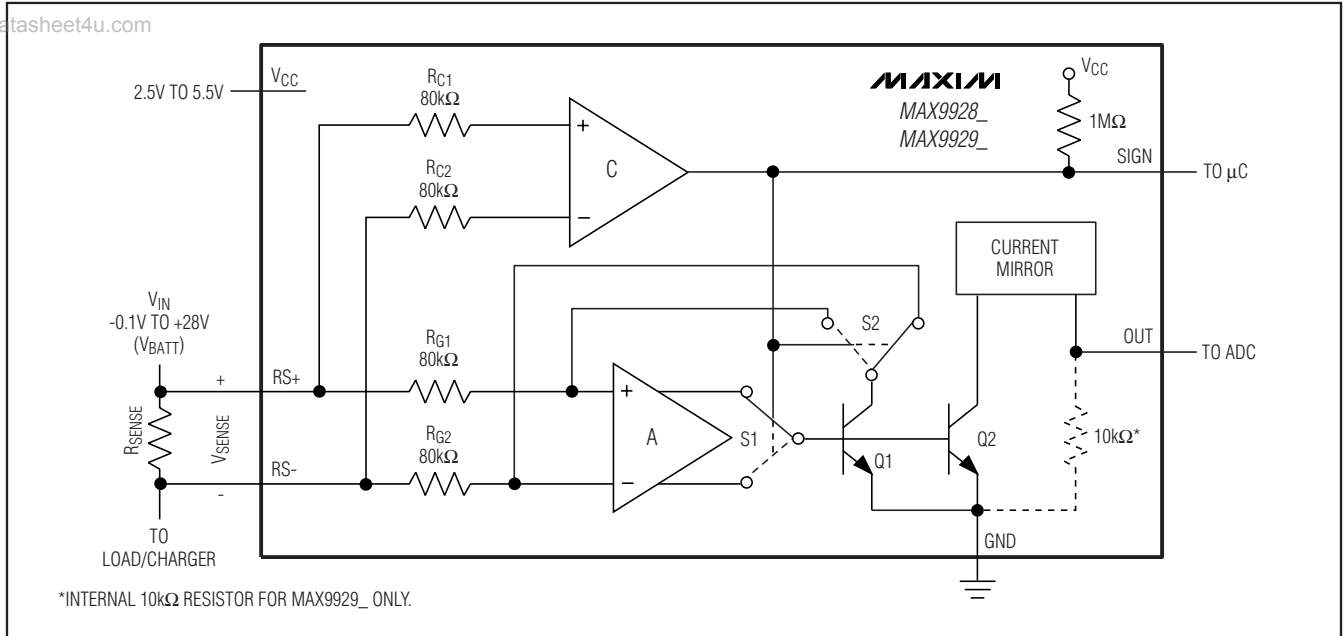 atasheet4u.com
2.5V TO 5.5V
VCC
RC1
80kΩ
RC2
80kΩ
+
−
C
MAXIM
MAX9928_
MAX9929_
VCC
1MΩ
SIGN
TO μC
CURRENT
MIRROR
VIN
-0.1V TO +28V
(VBATT)
+
RSENSE
VSENSE
-
RS+
RS-
RG1
80kΩ
RG2
80kΩ
+
−
A
S1
S2
Q1
Q2
OUT
TO ADC
10kΩ*
GND
TO
LOAD/CHARGER
*INTERNAL 10kΩ RESISTOR FOR MAX9929_ ONLY.